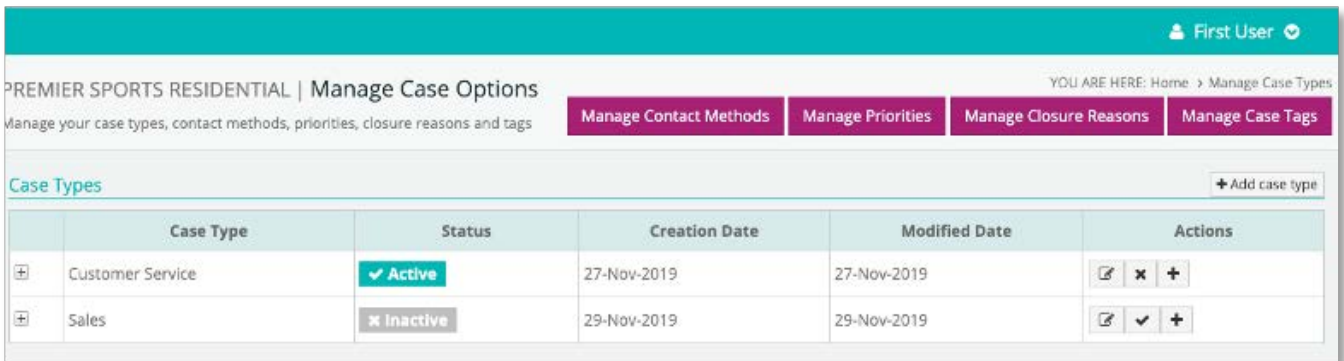 First User
YOU ARE HERE: Home > Manage Case Types
PREMIER SPORTS RESIDENTIAL | Manage Case Options
Manage your case types, contact methods, priorities, closure reasons and tags
Manage Contact Methods Manage Priorities Manage Closure Reasons Manage Case Tags
Case Types
+ Add case type
Case Type Status Creation Date Modified Date Actions
Customer Service Active 27-Nov-2019 27-Nov-2019
Sales Inactive 29-Nov-2019 29-Nov-2019